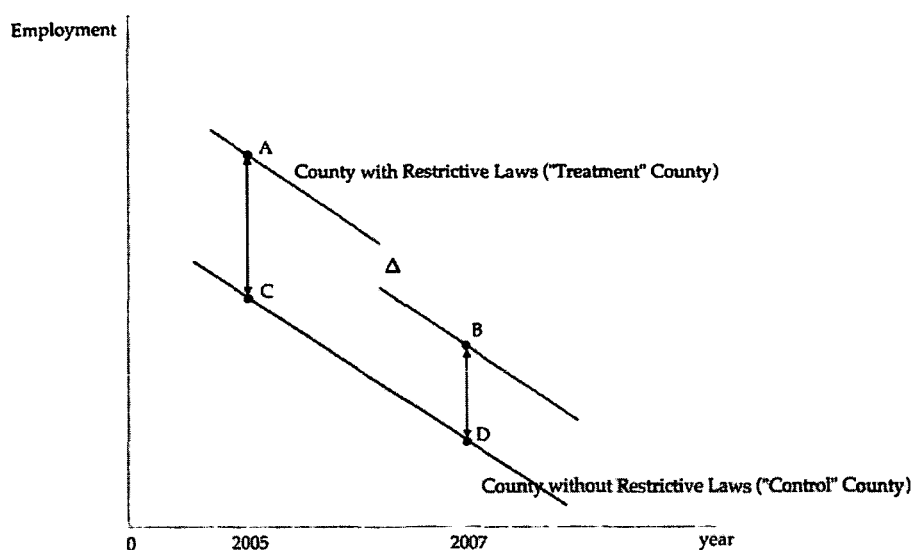 Employment
A
County with Restrictive Laws ("Treatment" County)
Δ
C
B
D
County without Restrictive Laws ("Control" County)
0 2005 2007 year